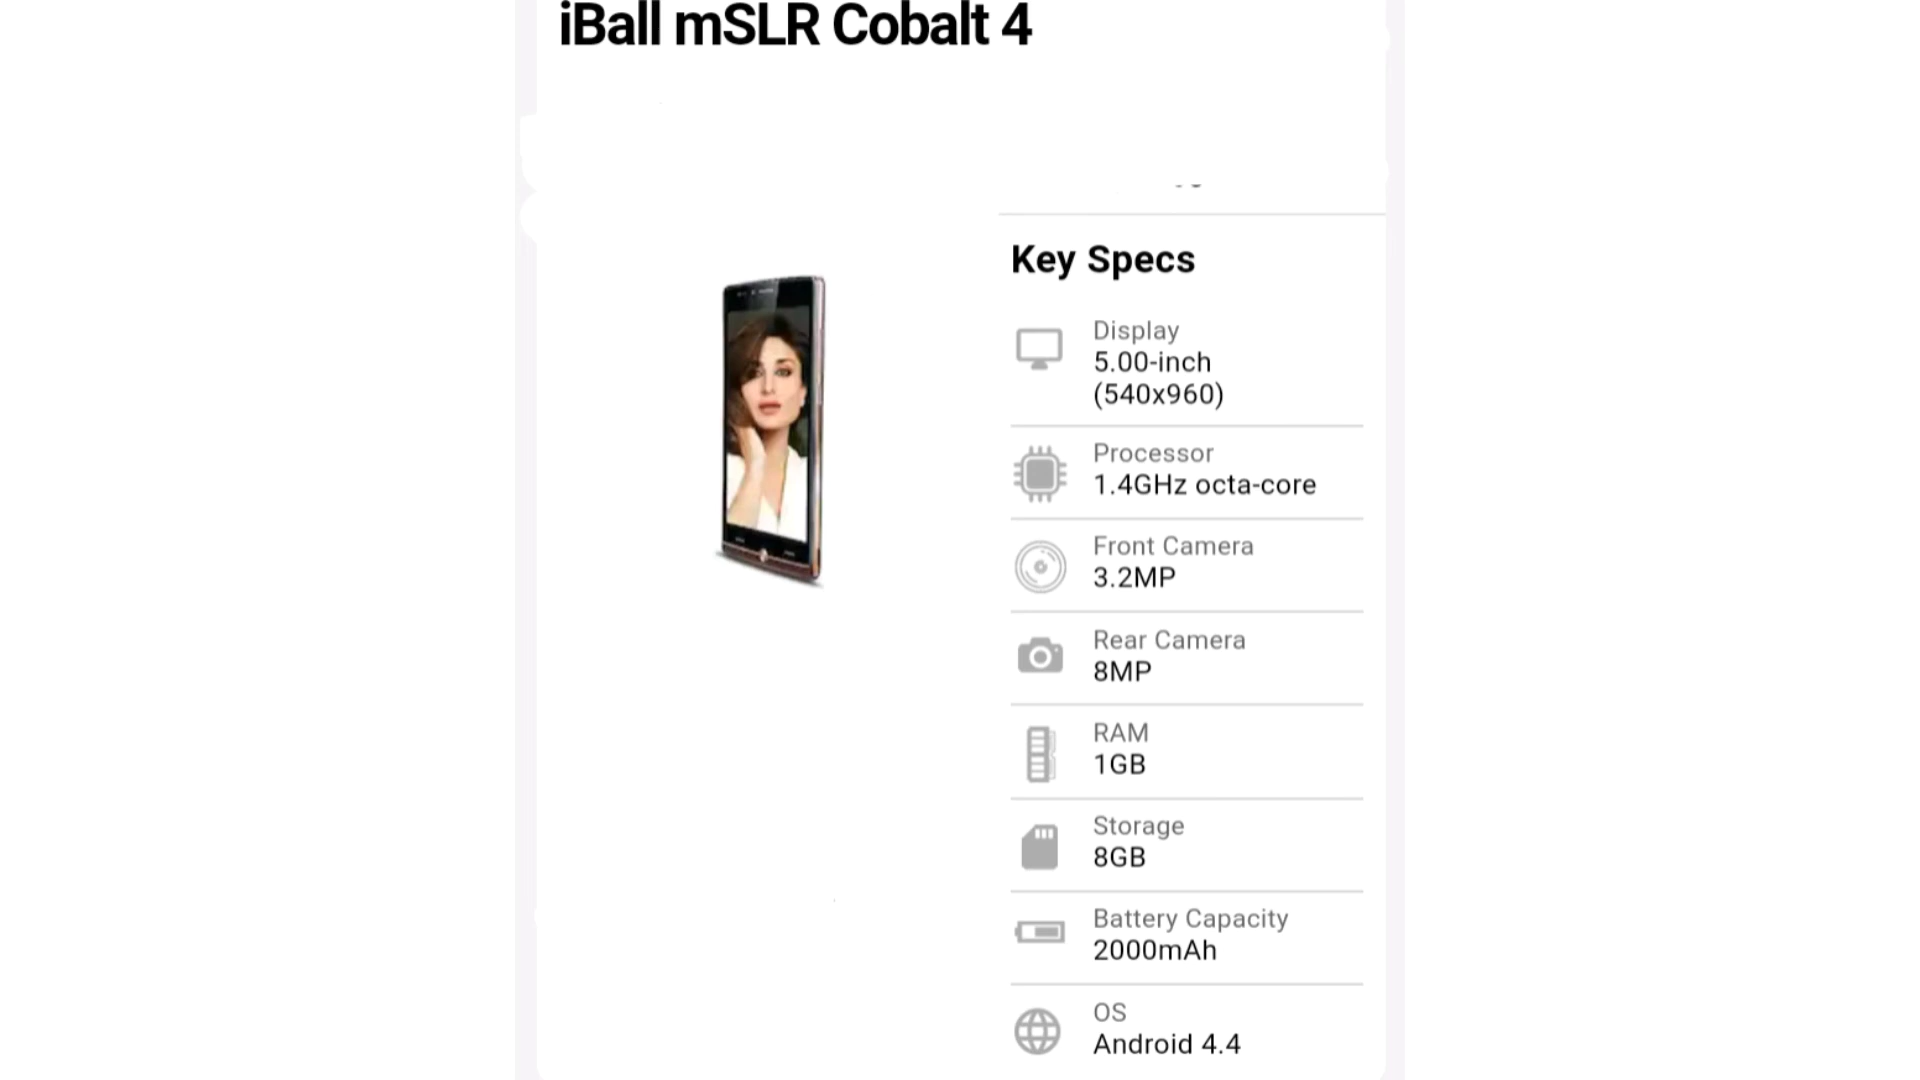 iBall mSLR Cobalt 4
Key Specs
Display
5.00-inch
(540x960)
Processor
1.4GHz octa-core
Front Camera
3.2MP
Rear Camera
8MP
RAM
1GB
Storage
8GB
Battery Capacity
2000mAh
OS
Android 4.4